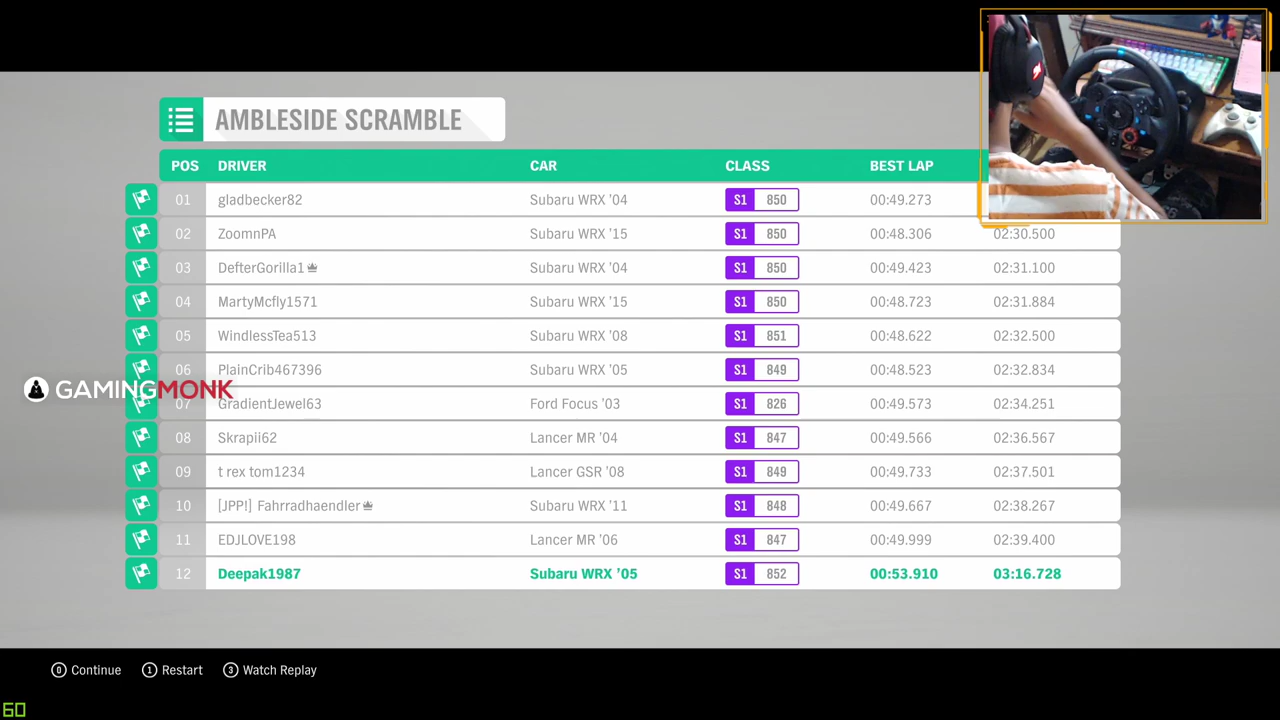 AMBLESIDE SCRAMBLE
POS DRIVER CAR CLASS BEST LAP
01 gladbecker82 Subaru WRX '04 S1 850 00:49.273
02 ZoomnPA Subaru WRX '15 S1 850 00:48.306 02:30.500
03 DefterGorilla1 Subaru WRX '04 S1 850 00:49.423 02:31.100
04 MartyMcfly1571 Subaru WRX '15 S1 850 00:48.723 02:31.884
05 WindlessTea513 Subaru WRX '08 S1 851 00:48.622 02:32.500
06 PlainCrib467396 Subaru WRX '05 S1 849 00:48.523 02:32.834
GAMINGMONK
07 GradientJewel63 Ford Focus '03 S1 826 00:49.573 02:34.251
08 Skrapii62 Lancer MR '04 S1 847 00:49.566 02:36.567
09 t rex tom1234 Lancer GSR '08 S1 849 00:49.733 02:37.501
10 [JPP!] Fahrradhaendler Subaru WRX '11 S1 848 00:49.667 02:38.267
11 EDJLOVE198 Lancer MR '06 S1 847 00:49.999 02:39.400
12 Deepak1987 Subaru WRX '05 S1 852 00:53.910 03:16.728
0 Continue 1 Restart 3 Watch Replay
60